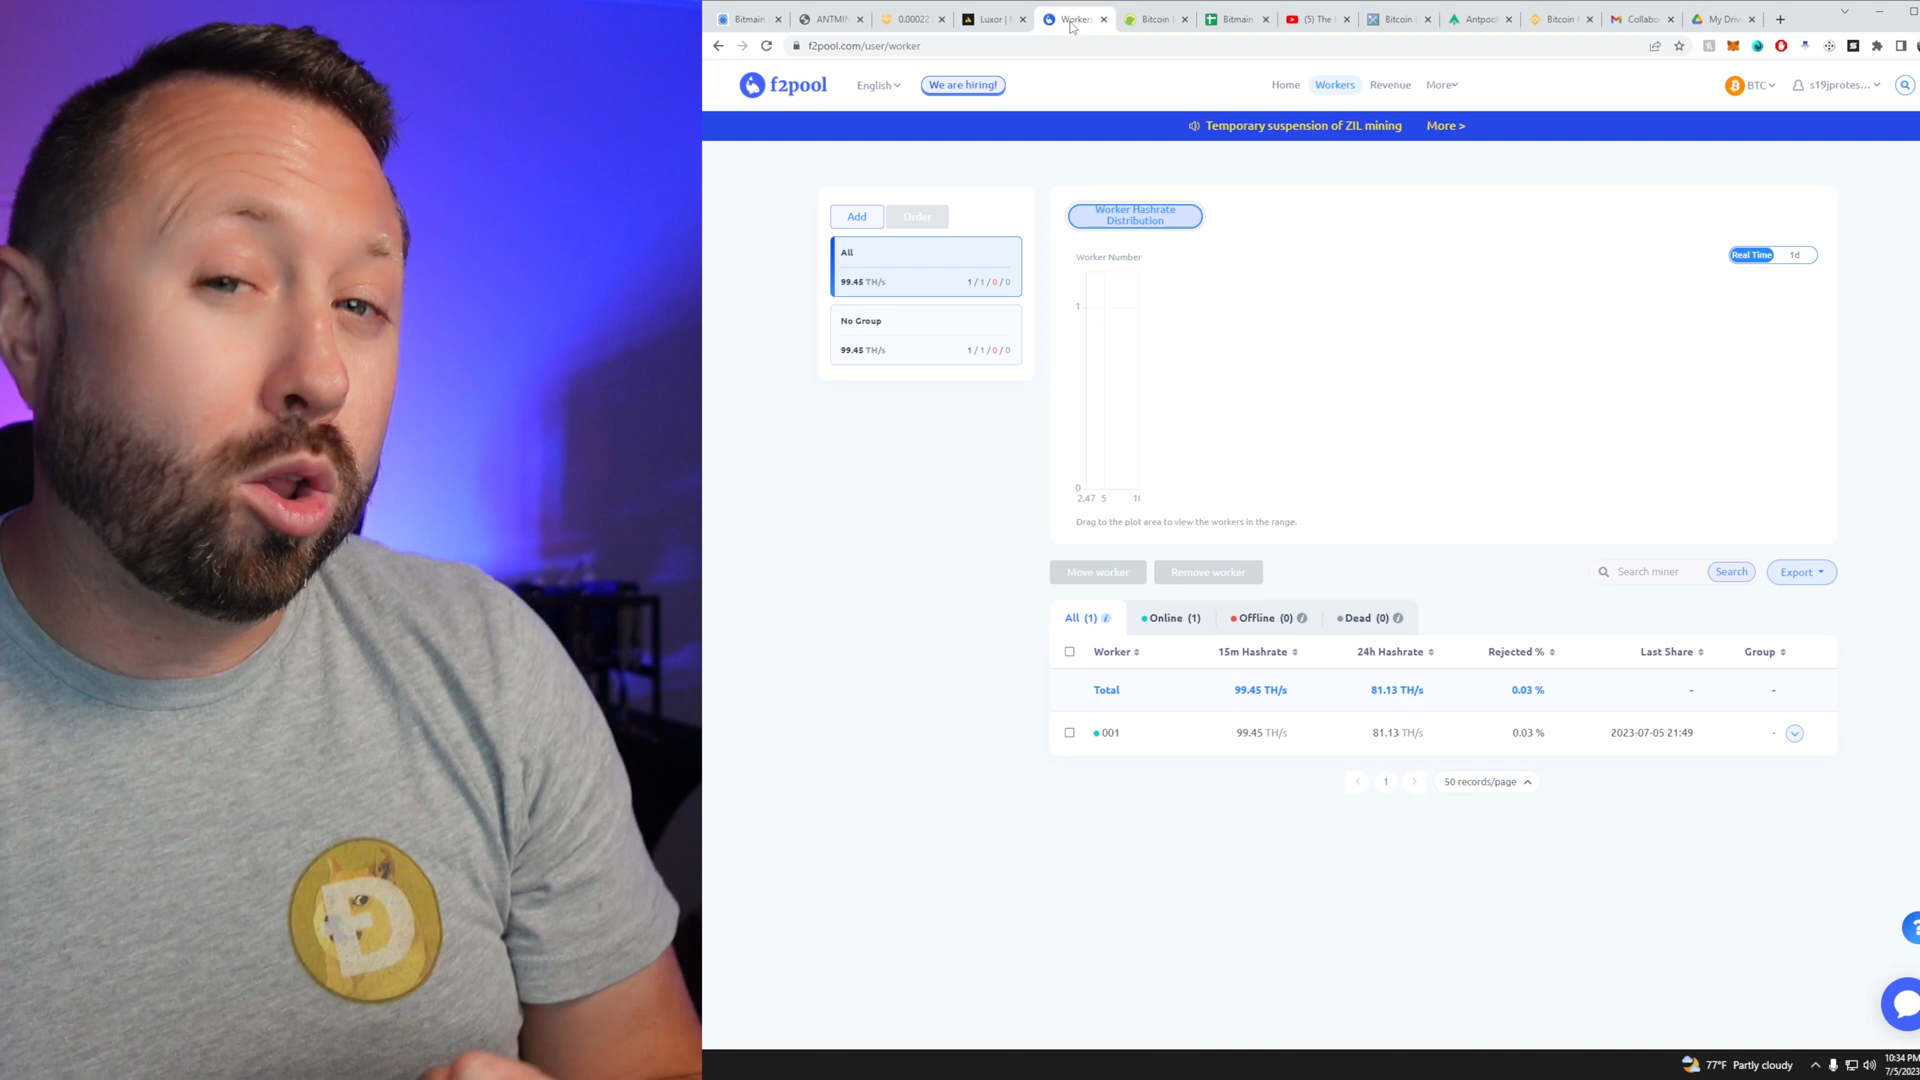 Bitmain
ANTMIN
0.00022
Luxor |
Worker
Bitcoin
Bitmain
(5) The
Bitcoin
Antpool
Bitcoin
Collabo
My Driv
f2pool.com/user/worker
f2pool
English
We are hiring!
Home
Workers
Revenue
More
BTC
s19jprotes...
Temporary suspension of ZIL mining
More >
Add
Order
All
99.45 TH/s
1 / 1 / 0 / 0
No Group
99.45 TH/s
1 / 1 / 0 / 0
Worker Hashrate
Distribution
Worker Number
Real Time
1d
1
0
2.47 5
Drag to the plot area to view the workers in the range.
Move worker
Remove worker
Search miner
Search
Export
All (1)
Online (1)
Offline (0)
Dead (0)
Worker 15m Hashrate 24h Hashrate Rejected % Last Share Group
Total 99.45 TH/s 81.13 TH/s 0.03 % - -
001 99.45 TH/s 81.13 TH/s 0.03 % 2023-07-05 21:49 -
1
50 records/page
?
Ð
77°F Partly cloudy
10:34 PM
7/5/2023